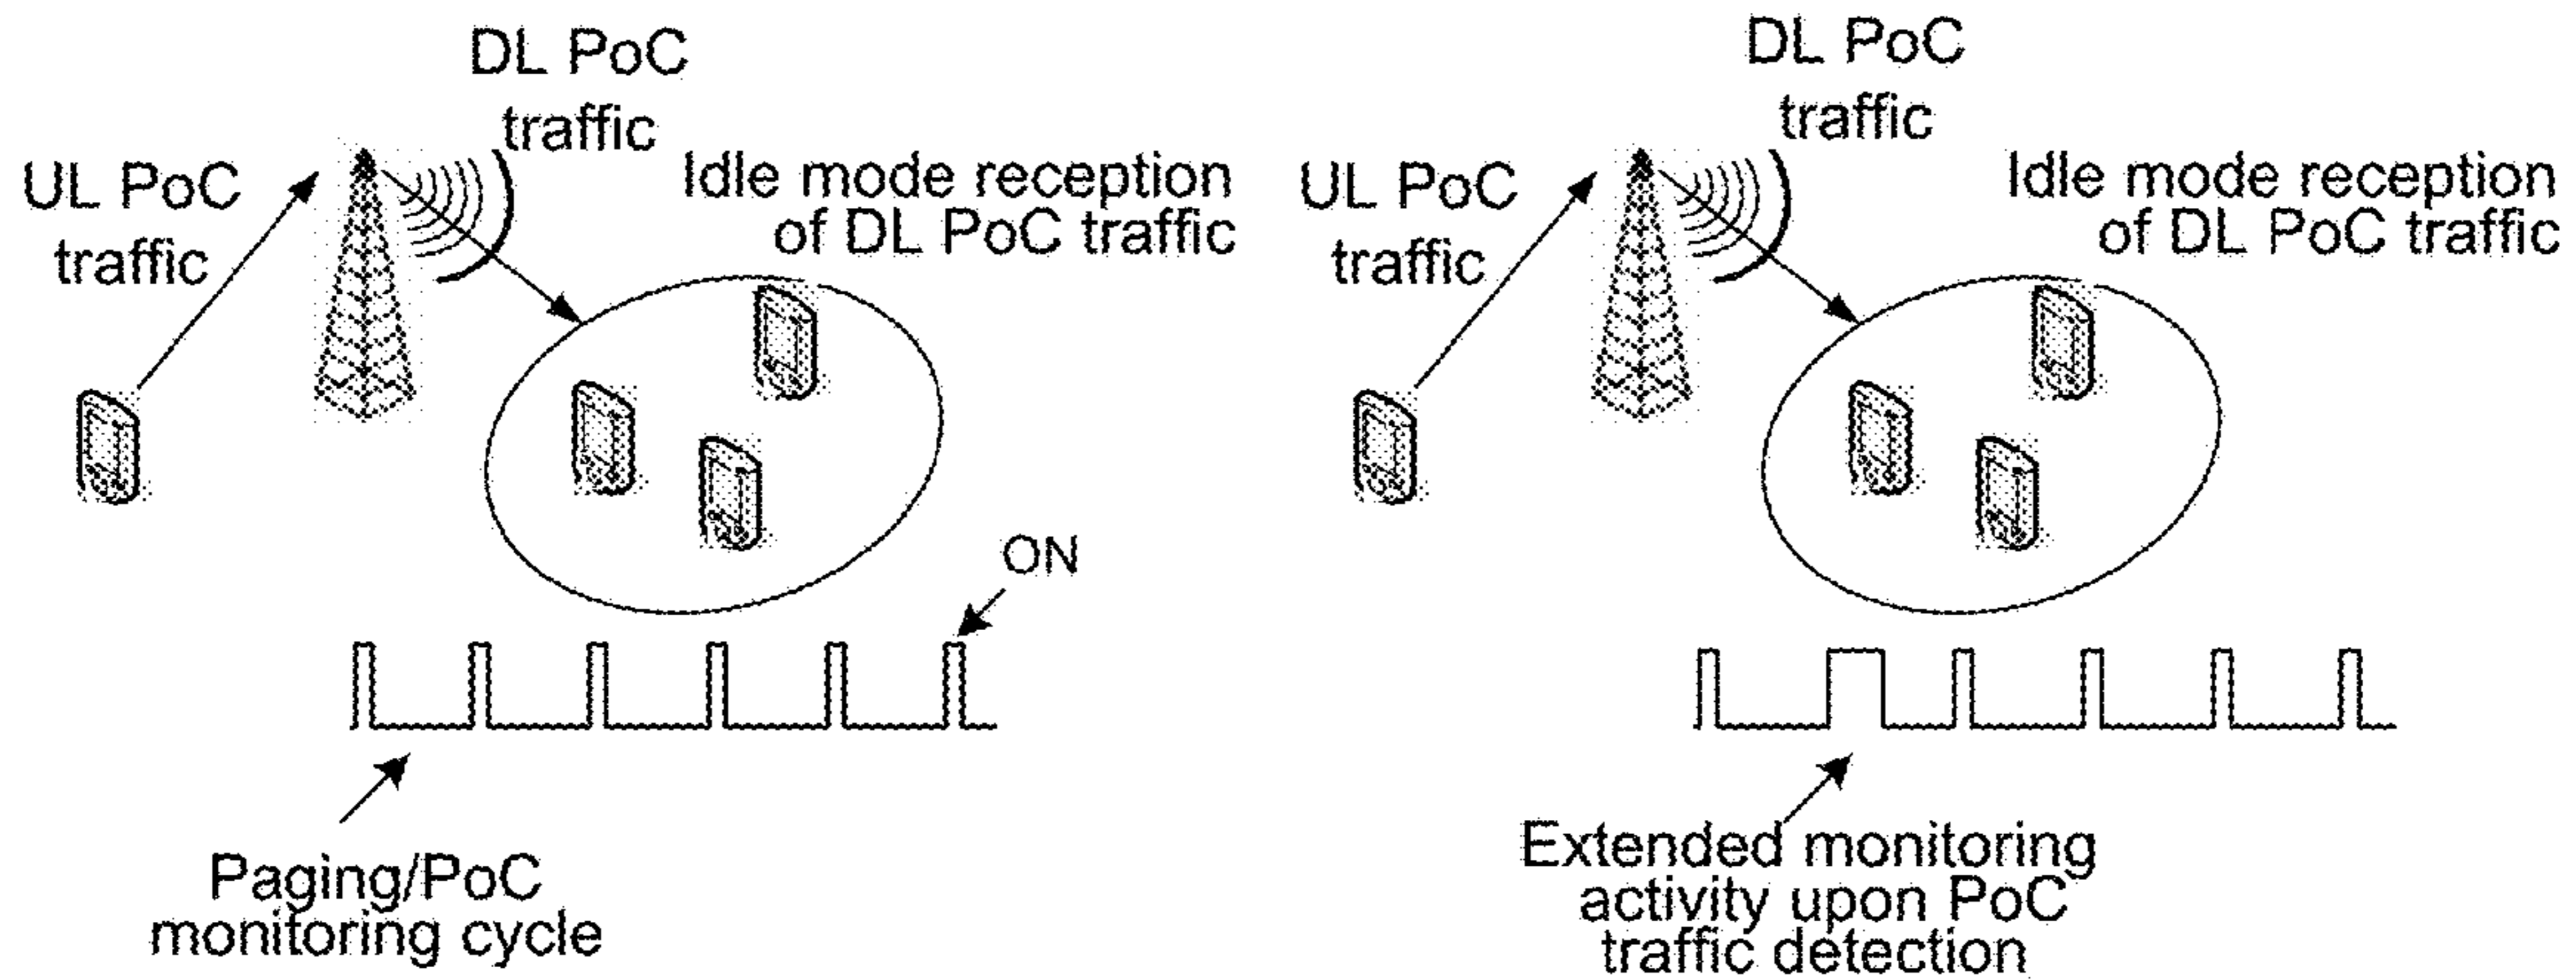 DL PoC
traffic
UL PoC
traffic
Idle mode reception
of DL PoC traffic
ON
Paging/PoC
monitoring cycle
DL PoC
traffic
UL PoC
traffic
Idle mode reception
of DL PoC traffic
Extended monitoring
activity upon PoC
traffic detection